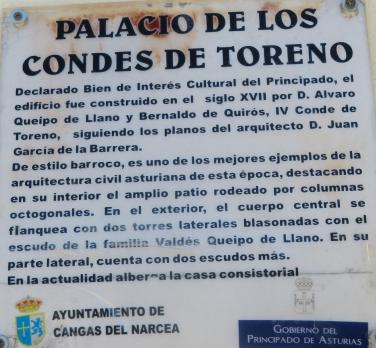 PALACIO DE LOS
CONDES DE TORENO
Declarado Bien de Interés Cultural del Principado, el
edificio fue construido en el siglo XVII por D. Alvaro
Queipo de Llano y Bernaldo de Quirós, IV Conde de
Toreno, siguiendo los planos del arquitecto D. Juan
García de la Barrera.
De estilo barroco, es uno de los mejores ejemplos de la
arquitectura civil asturiana de esta época, destacando
en su interior el amplio patio rodeado por columnas
octogonales. En el exterior, el cuerpo central se
flanquea con dos torres laterales blasonadas con el
escudo de la familia Valdés Queipo de Llano. En su
parte lateral, cuenta con dos escudos más.
En la actualidad alberga la casa consistorial
AYUNTAMIENTO DE
CANGAS DEL NARCEA
GOBIERNO DEL
PRINCIPADO DE ASTURIAS